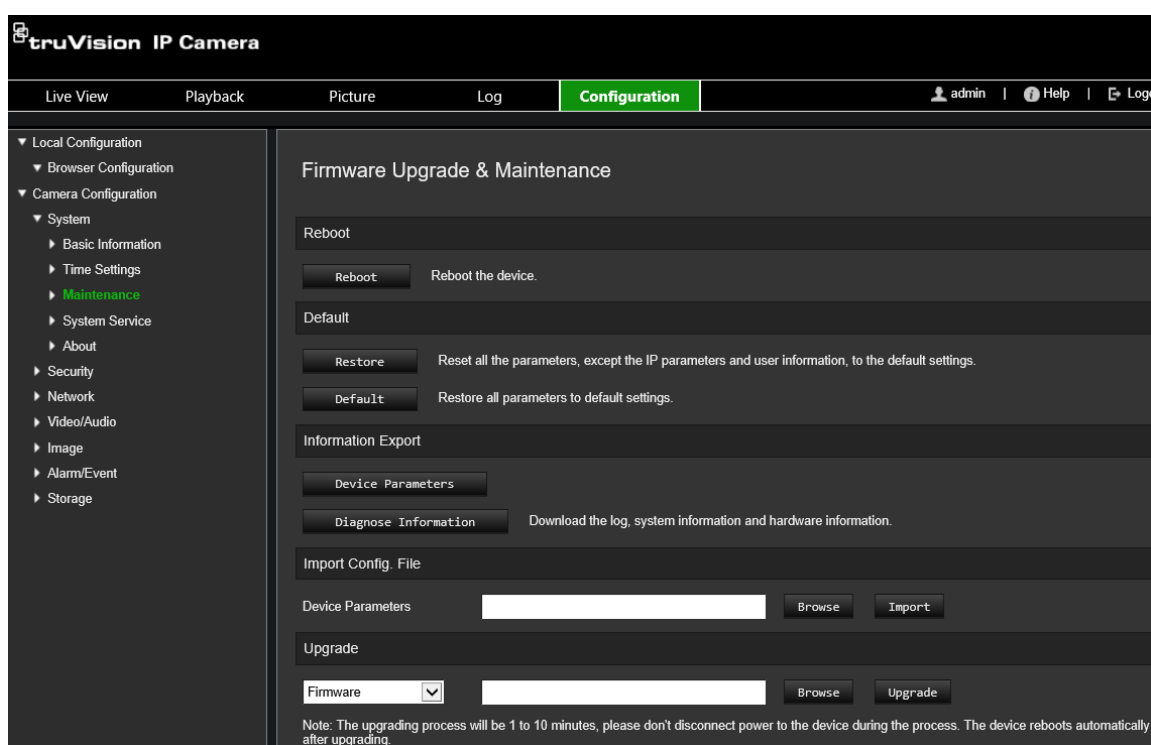 truVision IP Camera
Live View Playback Picture Log Configuration admin | Help |
Local Configuration
Browser Configuration
Camera Configuration
System
Basic Information
Time Settings
Maintenance
System Service
About
Security
Network
Video/Audio
Image
Alarm/Event
Storage
Firmware Upgrade & Maintenance
Reboot
Reboot Reboot the device.
Default
Restore Reset all the parameters, except the IP parameters and user information, to the default settings.
Default Restore all parameters to default settings.
Information Export
Device Parameters
Diagnose Information Download the log, system information and hardware information.
Import Config. File
Device Parameters Browse Import
Upgrade
Firmware Browse Upgrade
Note: The upgrading process will be 1 to 10 minutes, please don't disconnect power to the device during the process. The device reboots automatically
after upgrading.